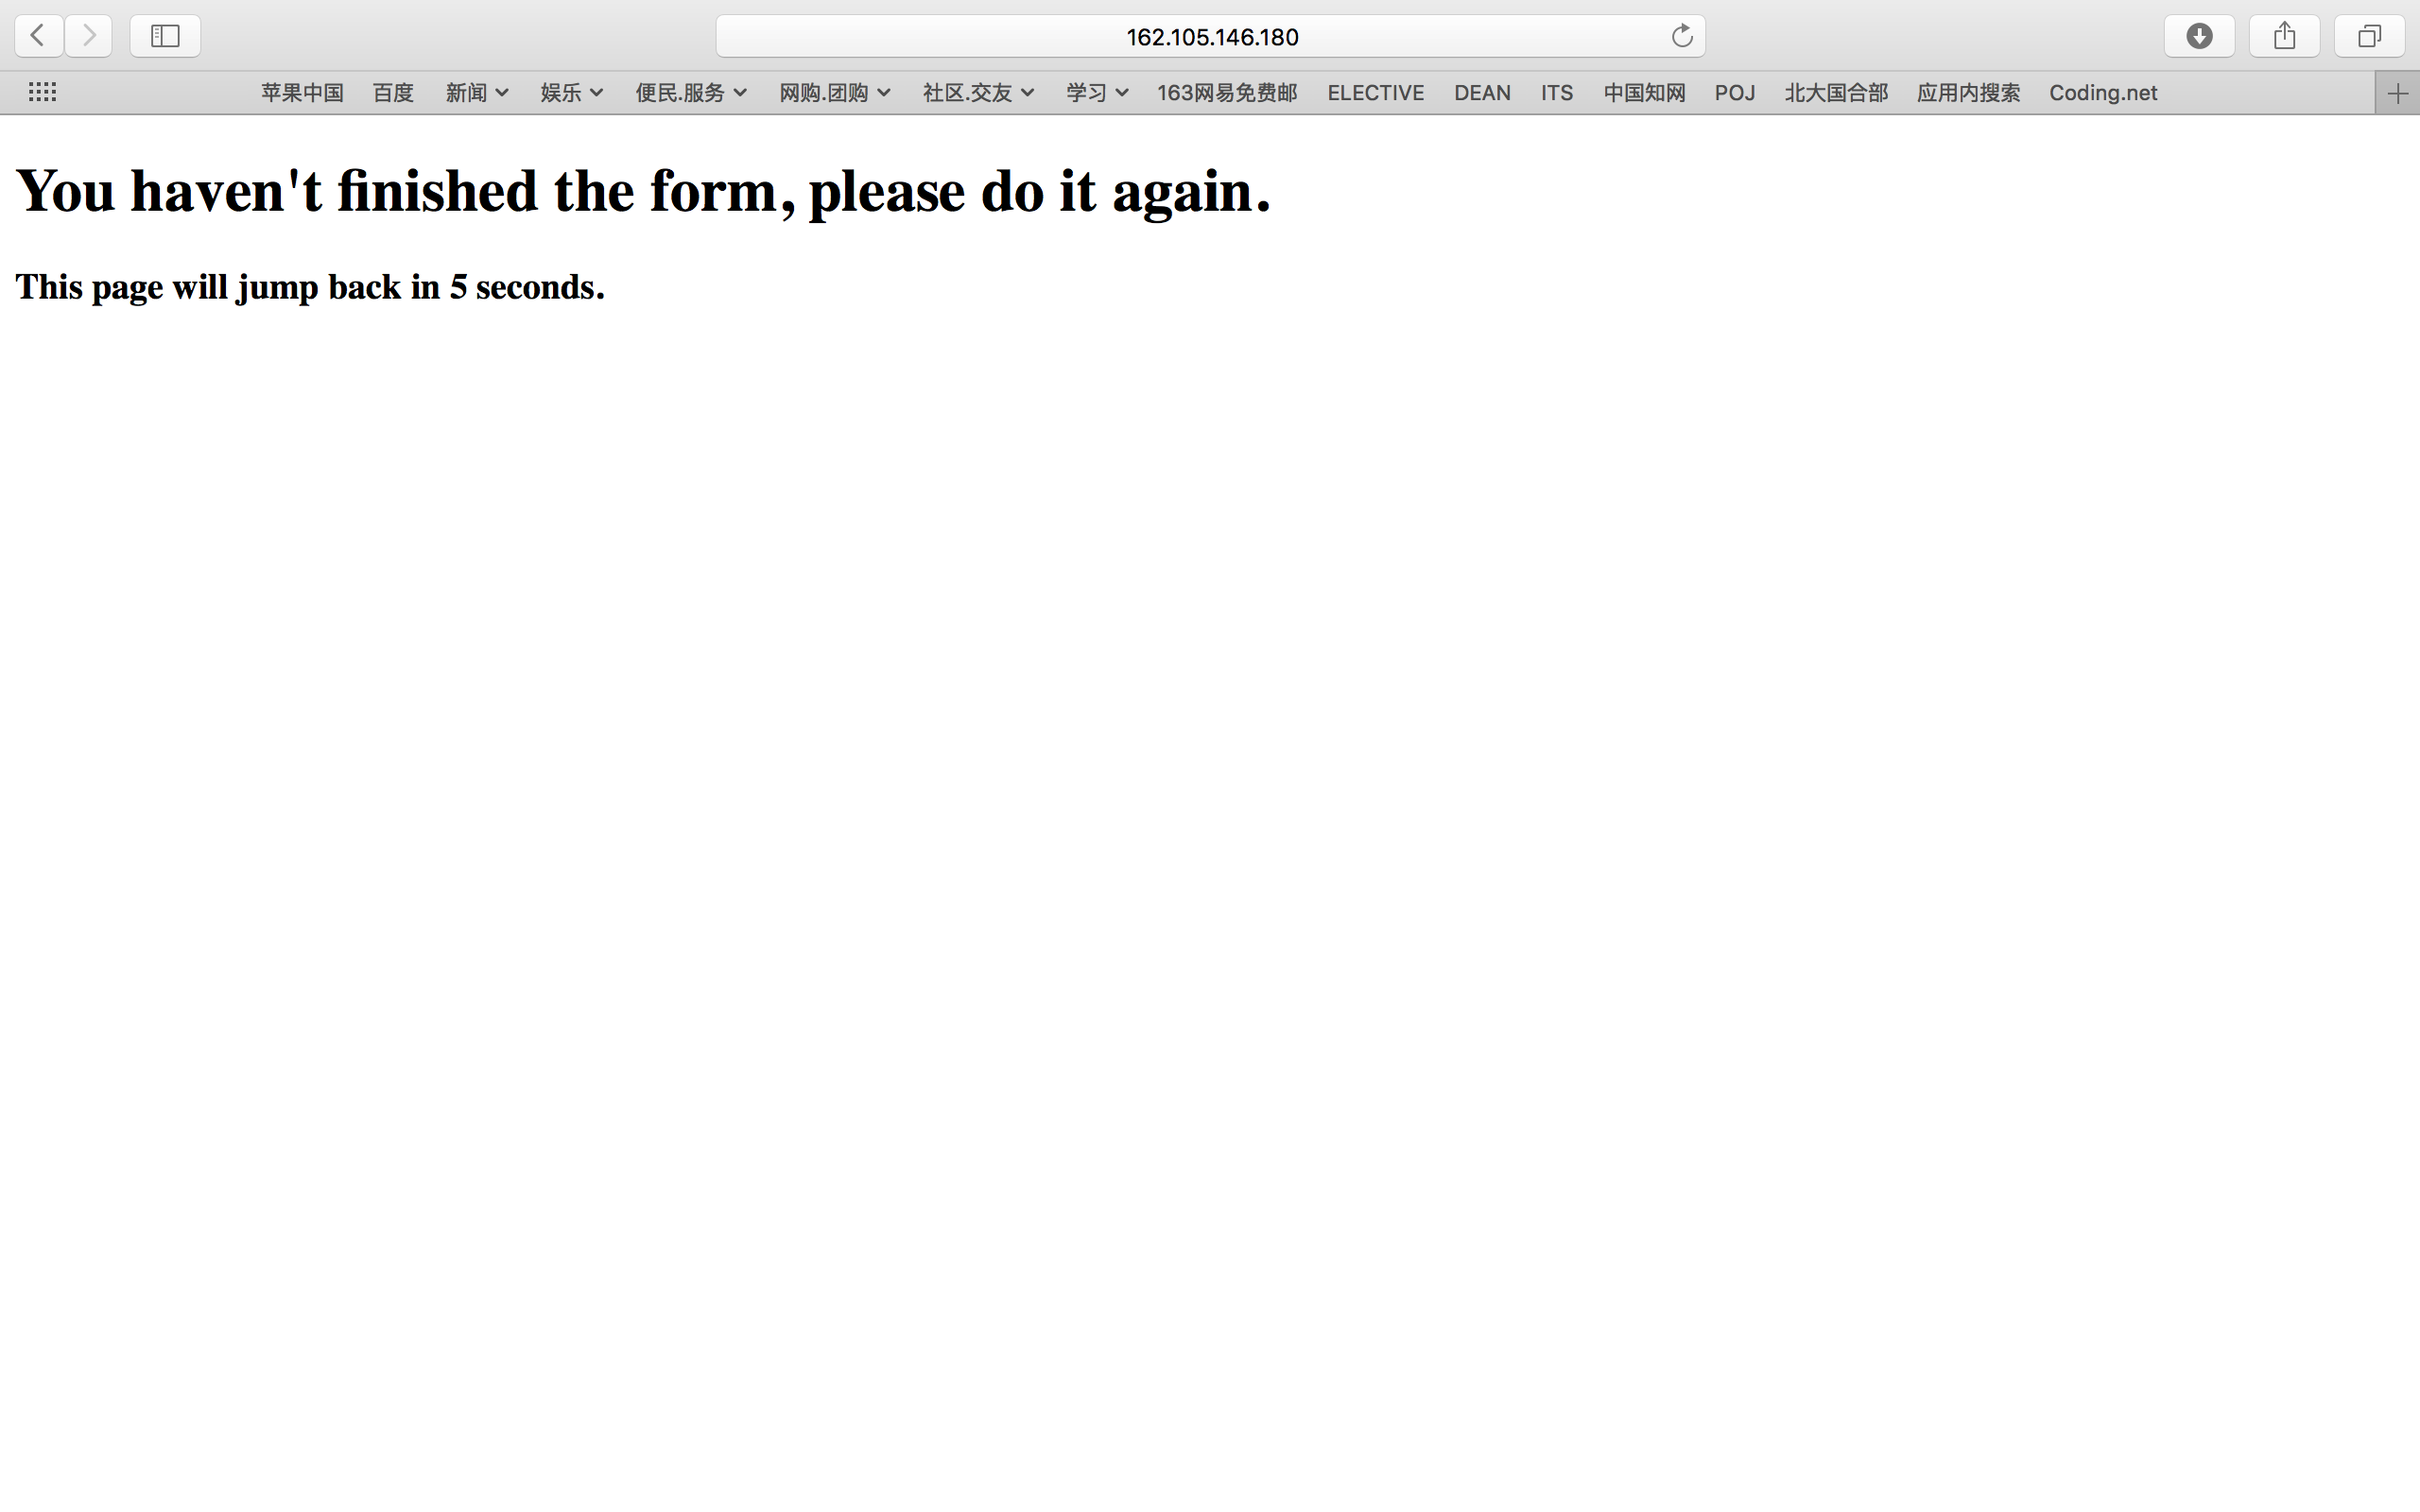 162.105.146.180
苹果中国 百度 新闻 娱乐 便民.服务 网购.团购 社区.交友 学习 163网易免费邮 ELECTIVE DEAN ITS 中国知网 POJ 北大国合部 应用内搜索 Coding.net
You haven't finished the form, please do it again.
This page will jump back in 5 seconds.